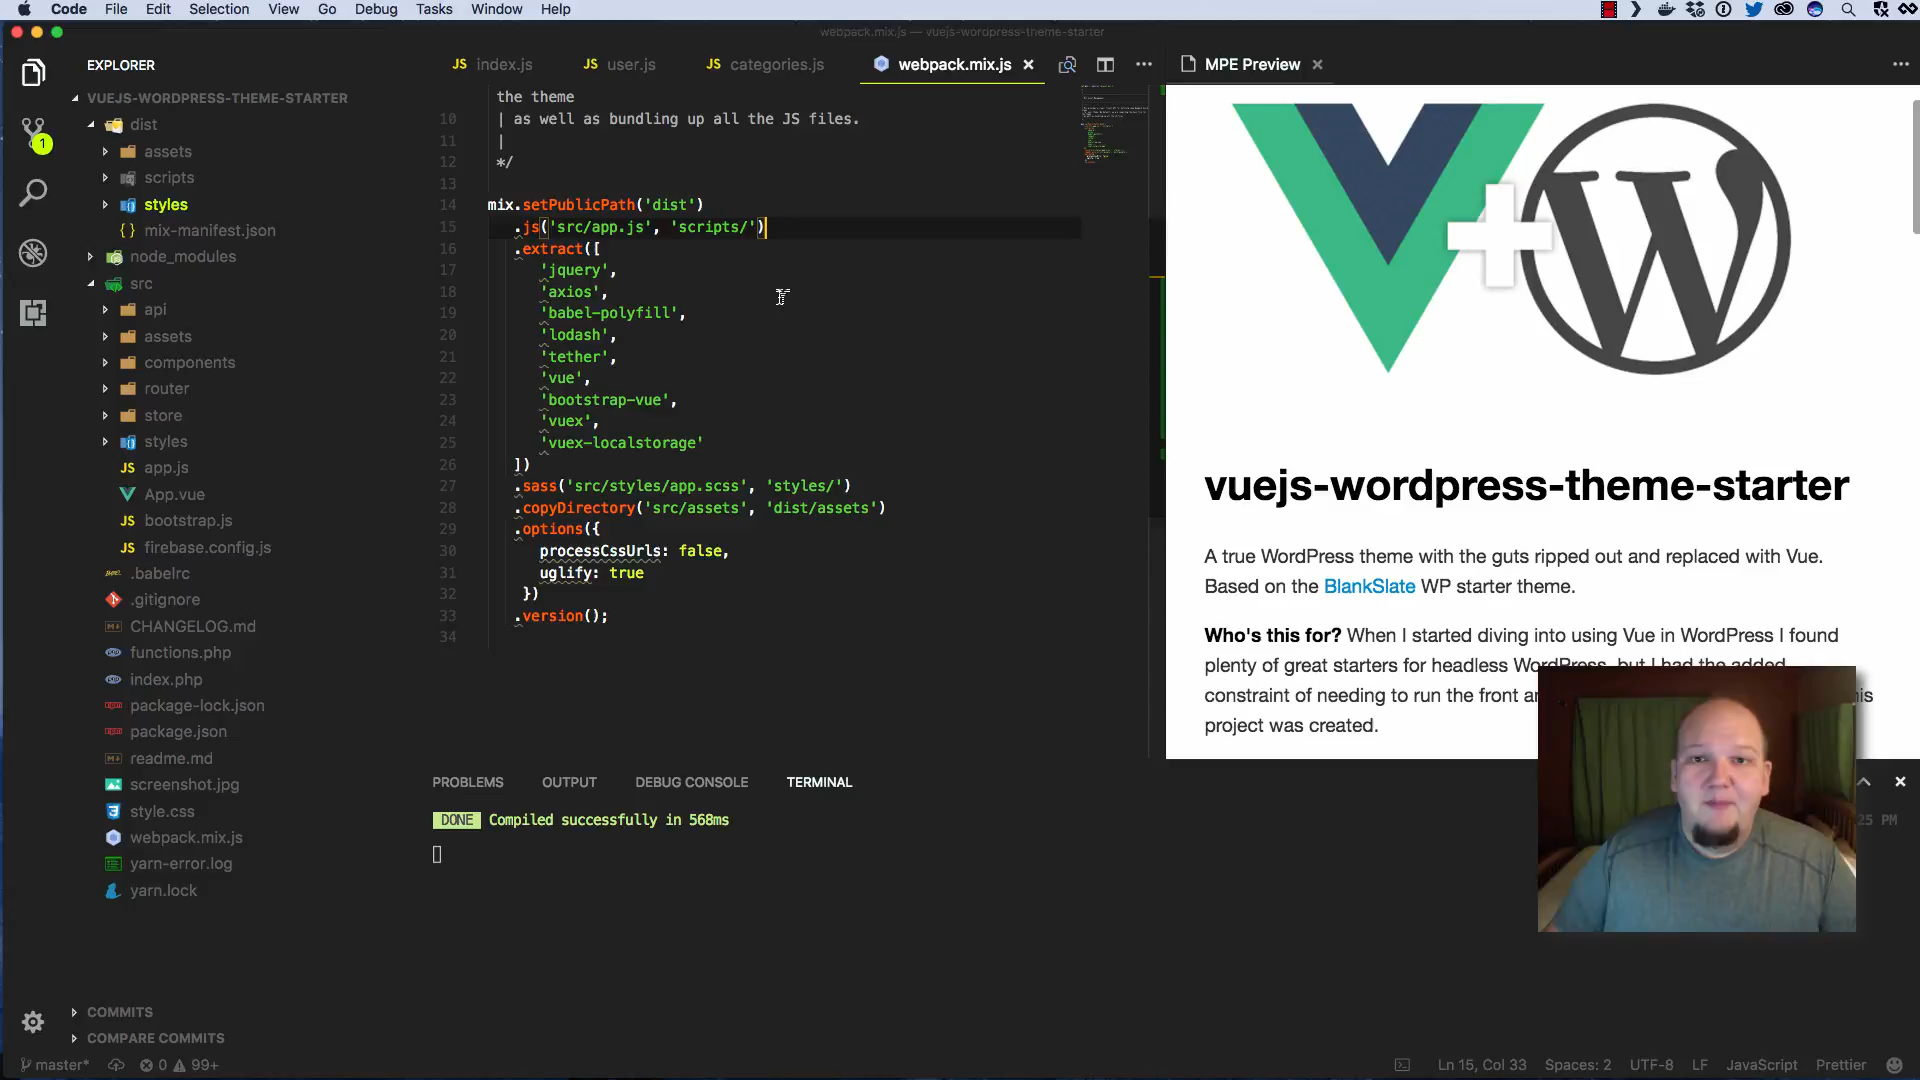 Code File Edit Selection View Go Debug Tasks Window Help
webpack.mix.js — vuejs-wordpress-theme-starter
EXPLORER
VUEJS-WORDPRESS-THEME-STARTER
dist
assets
scripts
styles
{ } mix-manifest.json
node_modules
src
api
assets
components
router
store
styles
JS app.js
App.vue
JS bootstrap.js
JS firebase.config.js
.babelrc
.gitignore
CHANGELOG.md
functions.php
index.php
package-lock.json
package.json
readme.md
screenshot.jpg
style.css
webpack.mix.js
yarn-error.log
yarn.lock
COMMITS
COMPARE COMMITS
1
JS index.js JS user.js JS categories.js webpack.mix.js
the theme
10 | as well as bundling up all the JS files.
11 |
12 */
13
14 mix.setPublicPath('dist')
15 .js('src/app.js', 'scripts/')
16 .extract([
17 'jquery',
18 'axios',
19 'babel-polyfill',
20 'lodash',
21 'tether',
22 'vue',
23 'bootstrap-vue',
24 'vuex',
25 'vuex-localstorage'
26 ])
27 .sass('src/styles/app.scss', 'styles/')
28 .copyDirectory('src/assets', 'dist/assets')
29 .options({
30 processCssUrls: false,
31 uglify: true
32 })
33 .version();
34
MPE Preview
vuejs-wordpress-theme-starter
A true WordPress theme with the guts ripped out and replaced with Vue.
Based on the BlankSlate WP starter theme.
Who's this for? When I started diving into using Vue in WordPress I found
plenty of great starters for headless WordPress, but I had the added
constraint of needing to run the front
project was created.
PROBLEMS OUTPUT DEBUG CONSOLE TERMINAL
DONE Compiled successfully in 568ms
25 PM
master* 0 99+
Ln 15, Col 33 Spaces: 2 UTF-8 LF JavaScript Prettier